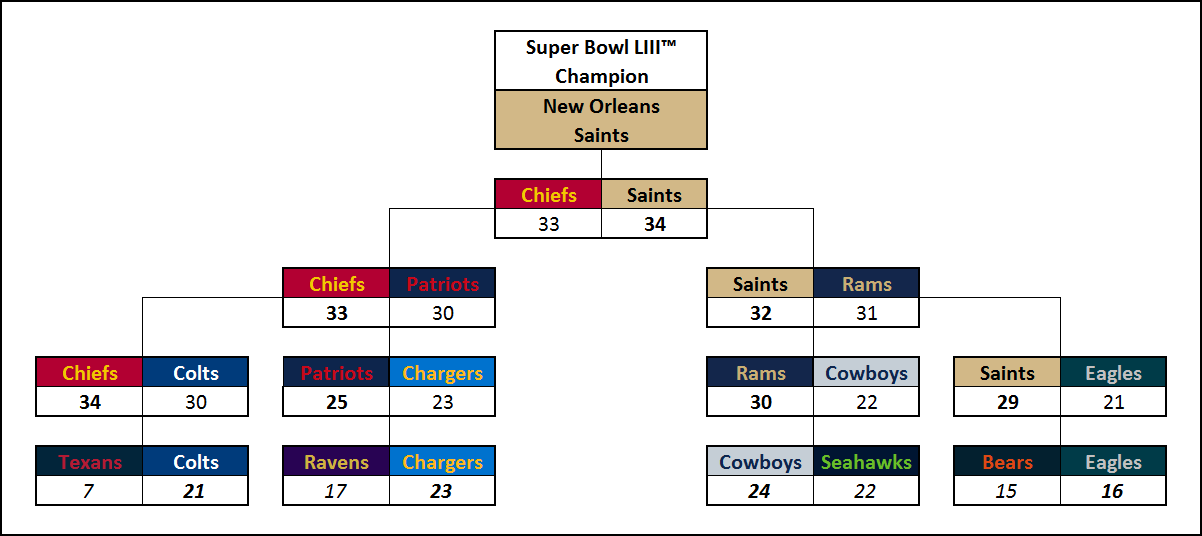 Super Bowl LIII™
Champion
New Orleans
Saints
Chiefs Saints
33 34
Chiefs Patriots Saints Rams
33 30 32 31
Chiefs Colts Patriots Chargers Rams Cowboys Saints Eagles
34 30 25 23 30 22 29 21
Texans Colts Ravens Chargers Cowboys Seahawks Bears Eagles
7 21 17 23 24 22 15 16